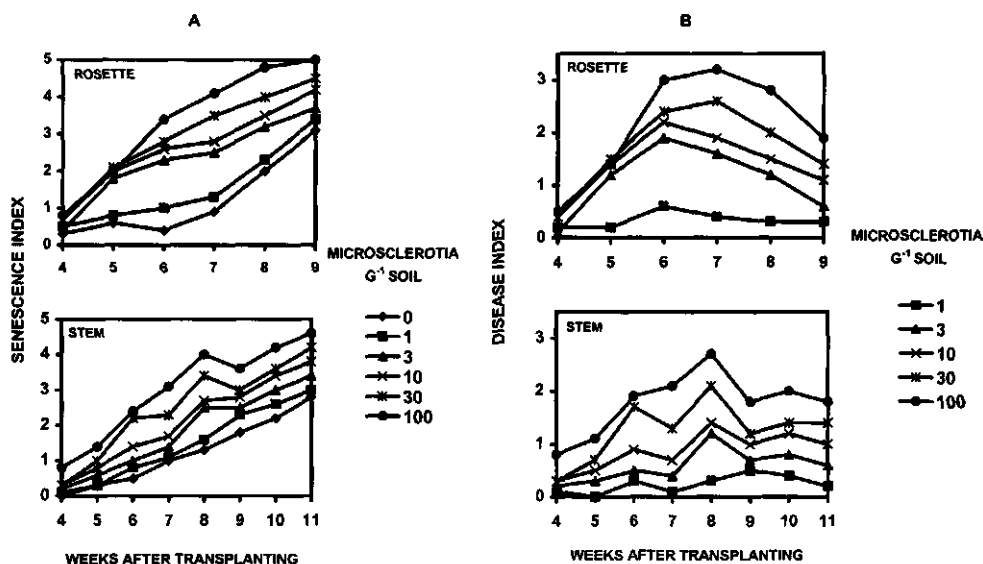 A
ROSETTE
5
4
3
2
1
0
4 5 6 7 8 9
STEM
5
4
3
2
1
0
4 5 6 7 8 9 10 11
SENESCENCE INDEX
WEEKS AFTER TRANSPLANTING
MICROSCLEROTIA
G⁻¹ SOIL
0
1
3
10
30
100
B
ROSETTE
3
2
1
0
4 5 6 7 8 9
STEM
3
2
1
0
4 5 6 7 8 9 10 11
DISEASE INDEX
WEEKS AFTER TRANSPLANTING
MICROSCLEROTIA
G⁻¹ SOIL
1
3
10
30
100